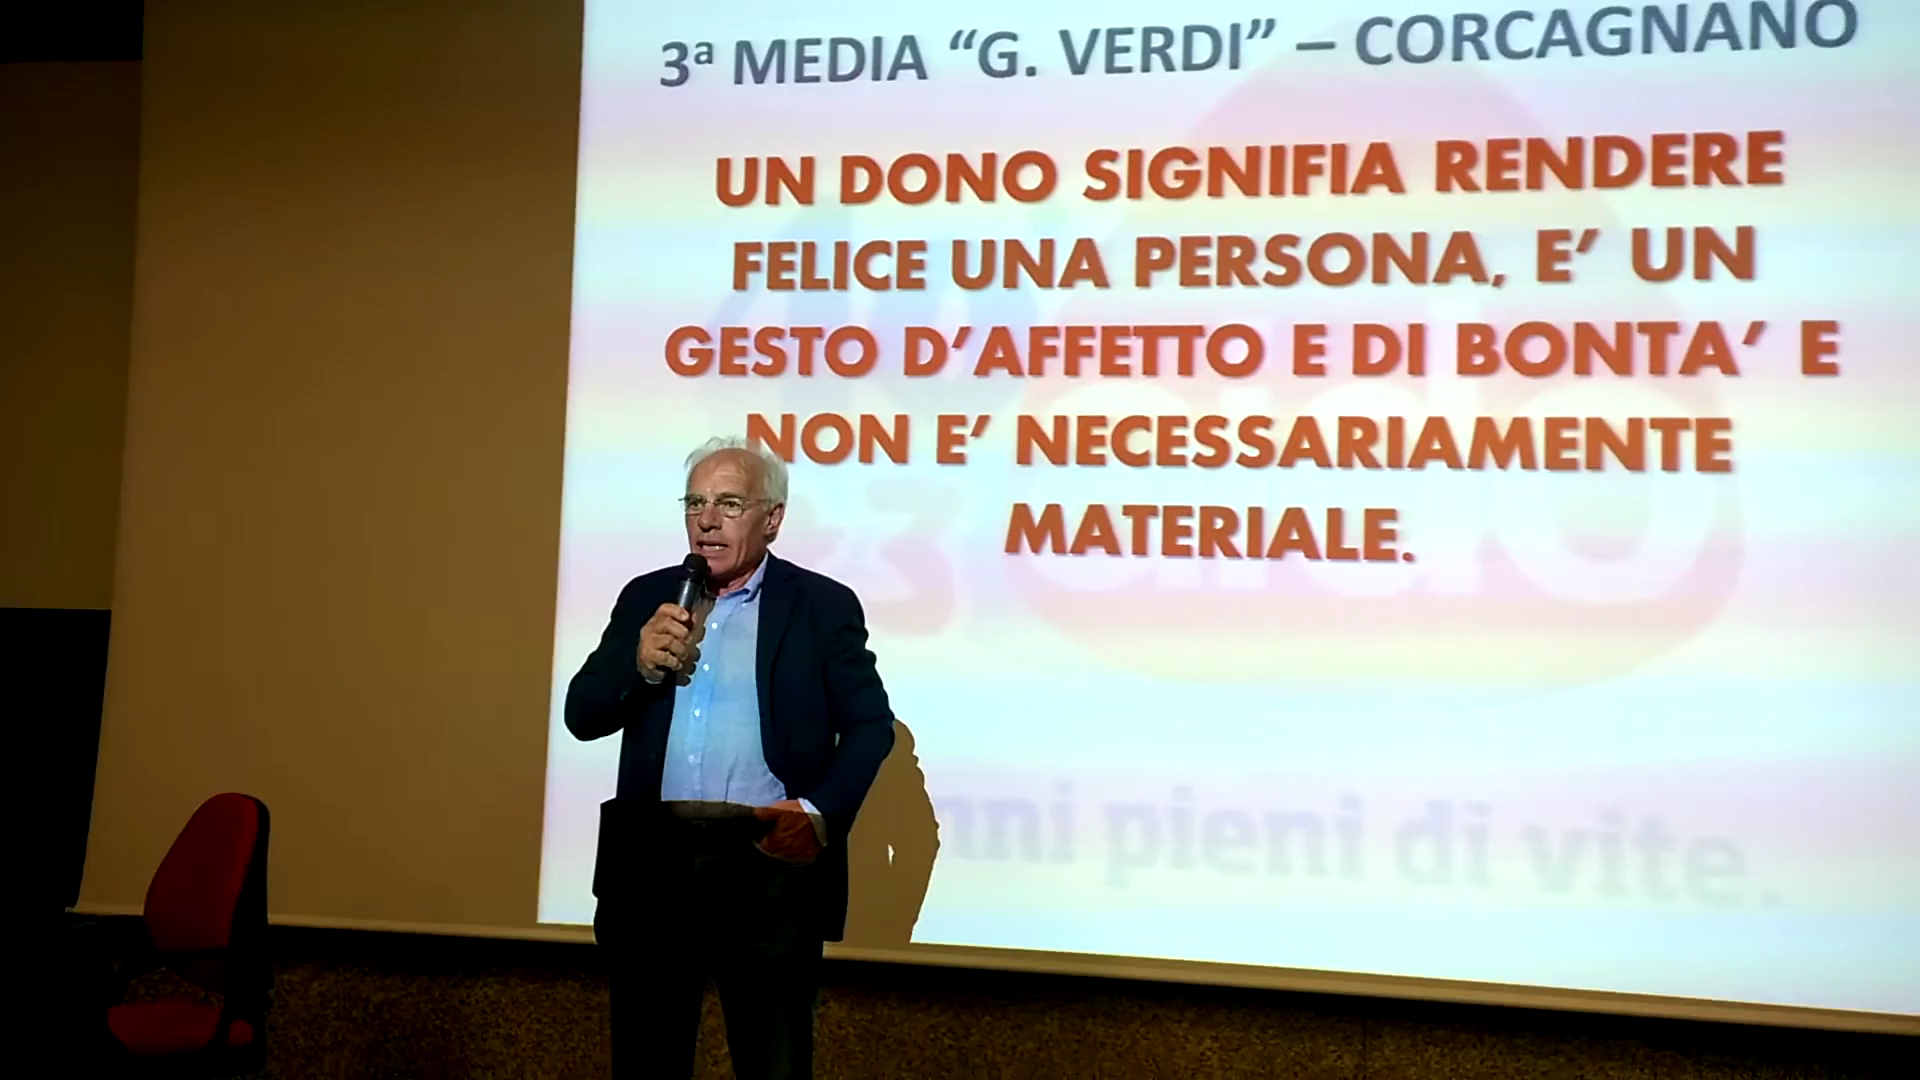 3ª MEDIA “G. VERDI” – CORCAGNANO
UN DONO SIGNIFIA RENDERE
FELICE UNA PERSONA, E’ UN
GESTO D’AFFETTO E DI BONTA’ E
NON E’ NECESSARIAMENTE
MATERIALE.
aido
pieni di vite.